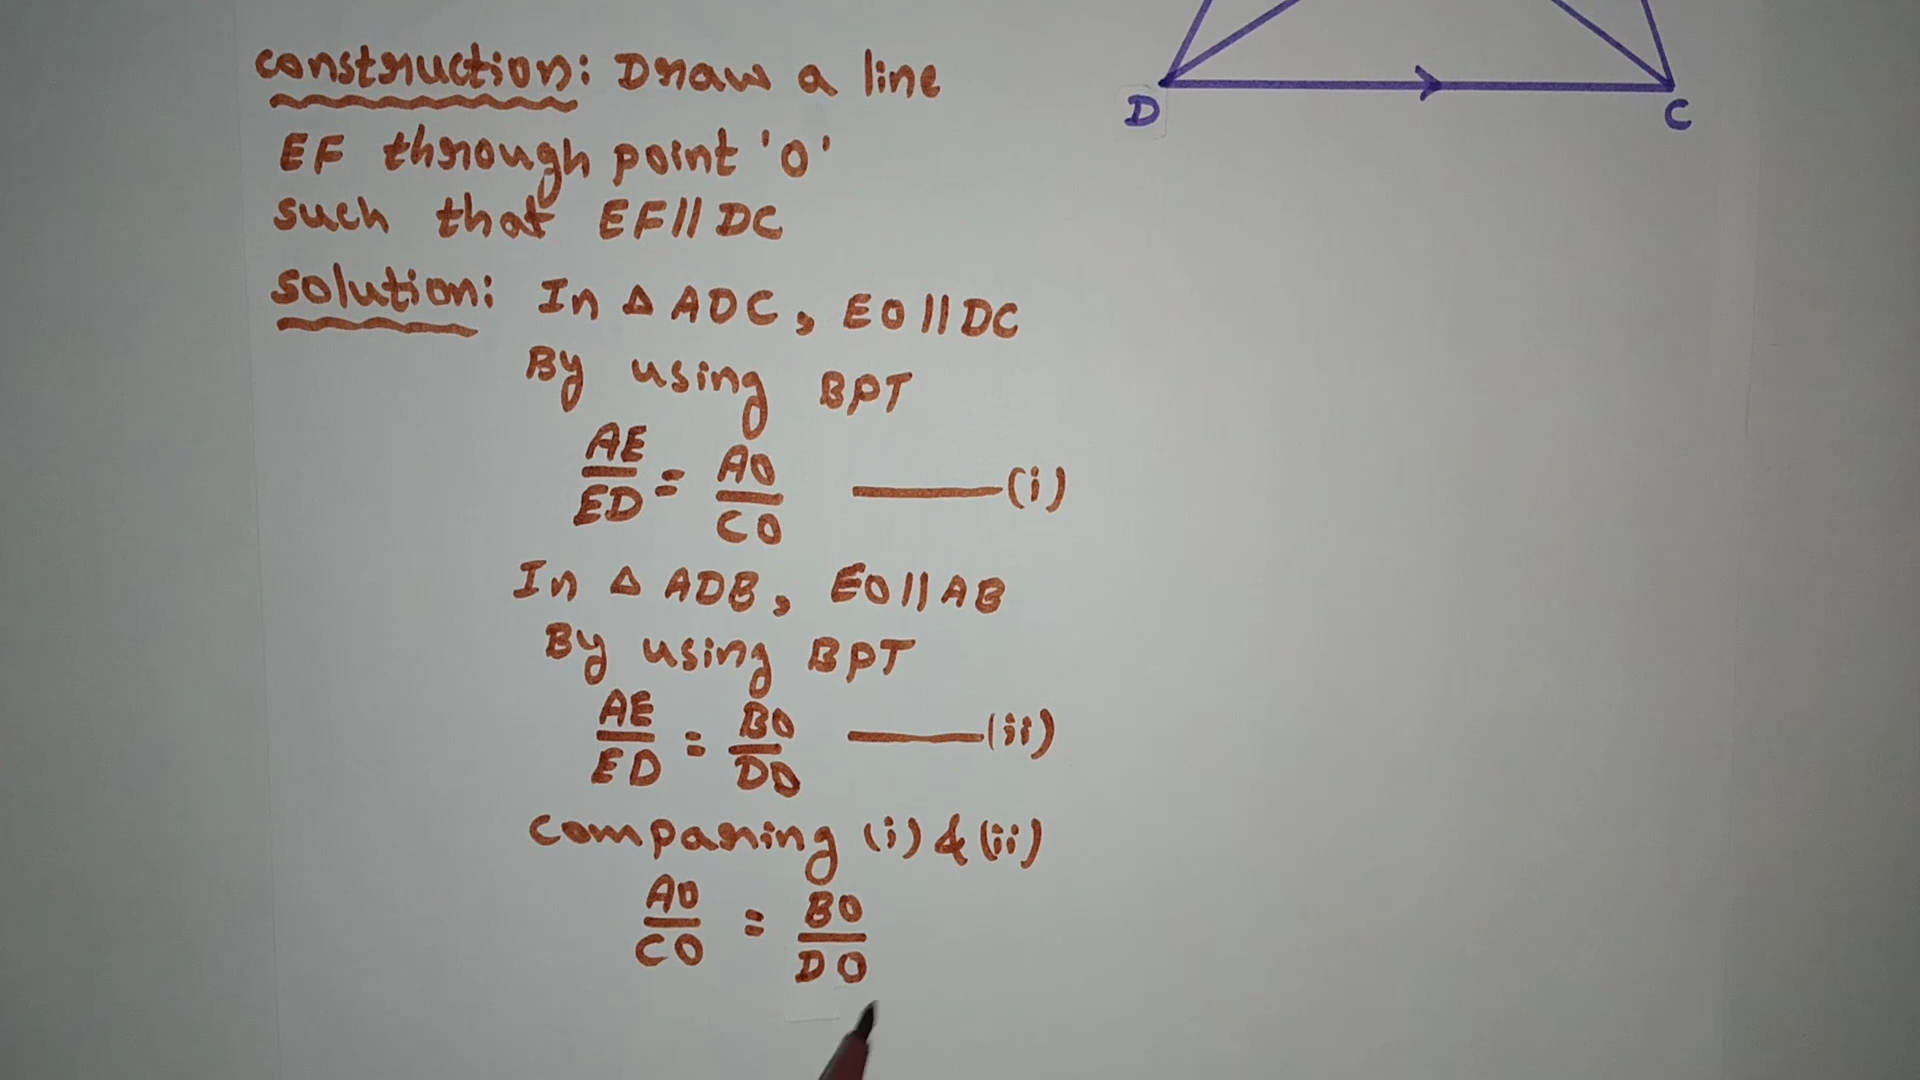 construction: Draw a line
EF through point 'O'
such that EF||DC
solution: In Δ ADC, EO||DC
By using BPT
AE/ED = AO/CO ——(i)
In Δ ADB, EO||AB
By using BPT
AE/ED = BO/DO ——(ii)
comparing (i) & (ii)
AO/CO = BO/DO
D C